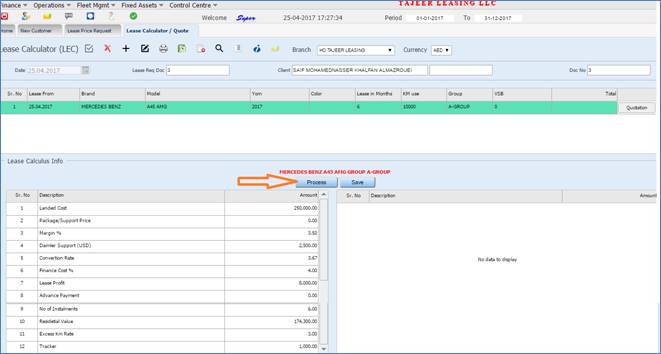 Finance Operations Fleet Mgmt Fixed Assets Control Centre
TAJEER LEASING LLC
Welcome Super 25-04-2017 17:27:34 Period 01-01-2017 To 31-12-2017
Home New Customer Lease Price Request Lease Calculator / Quote
Lease Calculator (LEC) Branch HO TAJEER LEASING Currency AED
Date 25.04.2017 Lease Req Doc 3 Client SAIF MOHAMEDNASSER KHALFAN ALMAZROUEI Doc No 3
Sr. No Lease From Brand Model Yom Color Lease in Months KM use Group VSB Total
1 25.04.2017 MERCEDES BENZ A45 AMG 2017 6 10000 A-GROUP 0 Quotation
Lease Calculus Info
MERCEDES BENZ A45 AMG GROUP A-GROUP
Process Save
Sr. No Description Amount Sr. No Description Amount
1 Landed Cost 250,000.00
2 Package/Support Price 0.00
3 Margin % 3.50
4 Daimler Support (USD) 2,500.00
5 Convertion Rate 3.67
6 Finance Cost % 4.00
7 Lease Profit 8,000.00
8 Advance Payment 0.00
9 No of Instalments 6.00
10 Residetal Value 174,300.00
11 Excess Km Rate 3.00
12 Tracker 1,000.00
No data to display